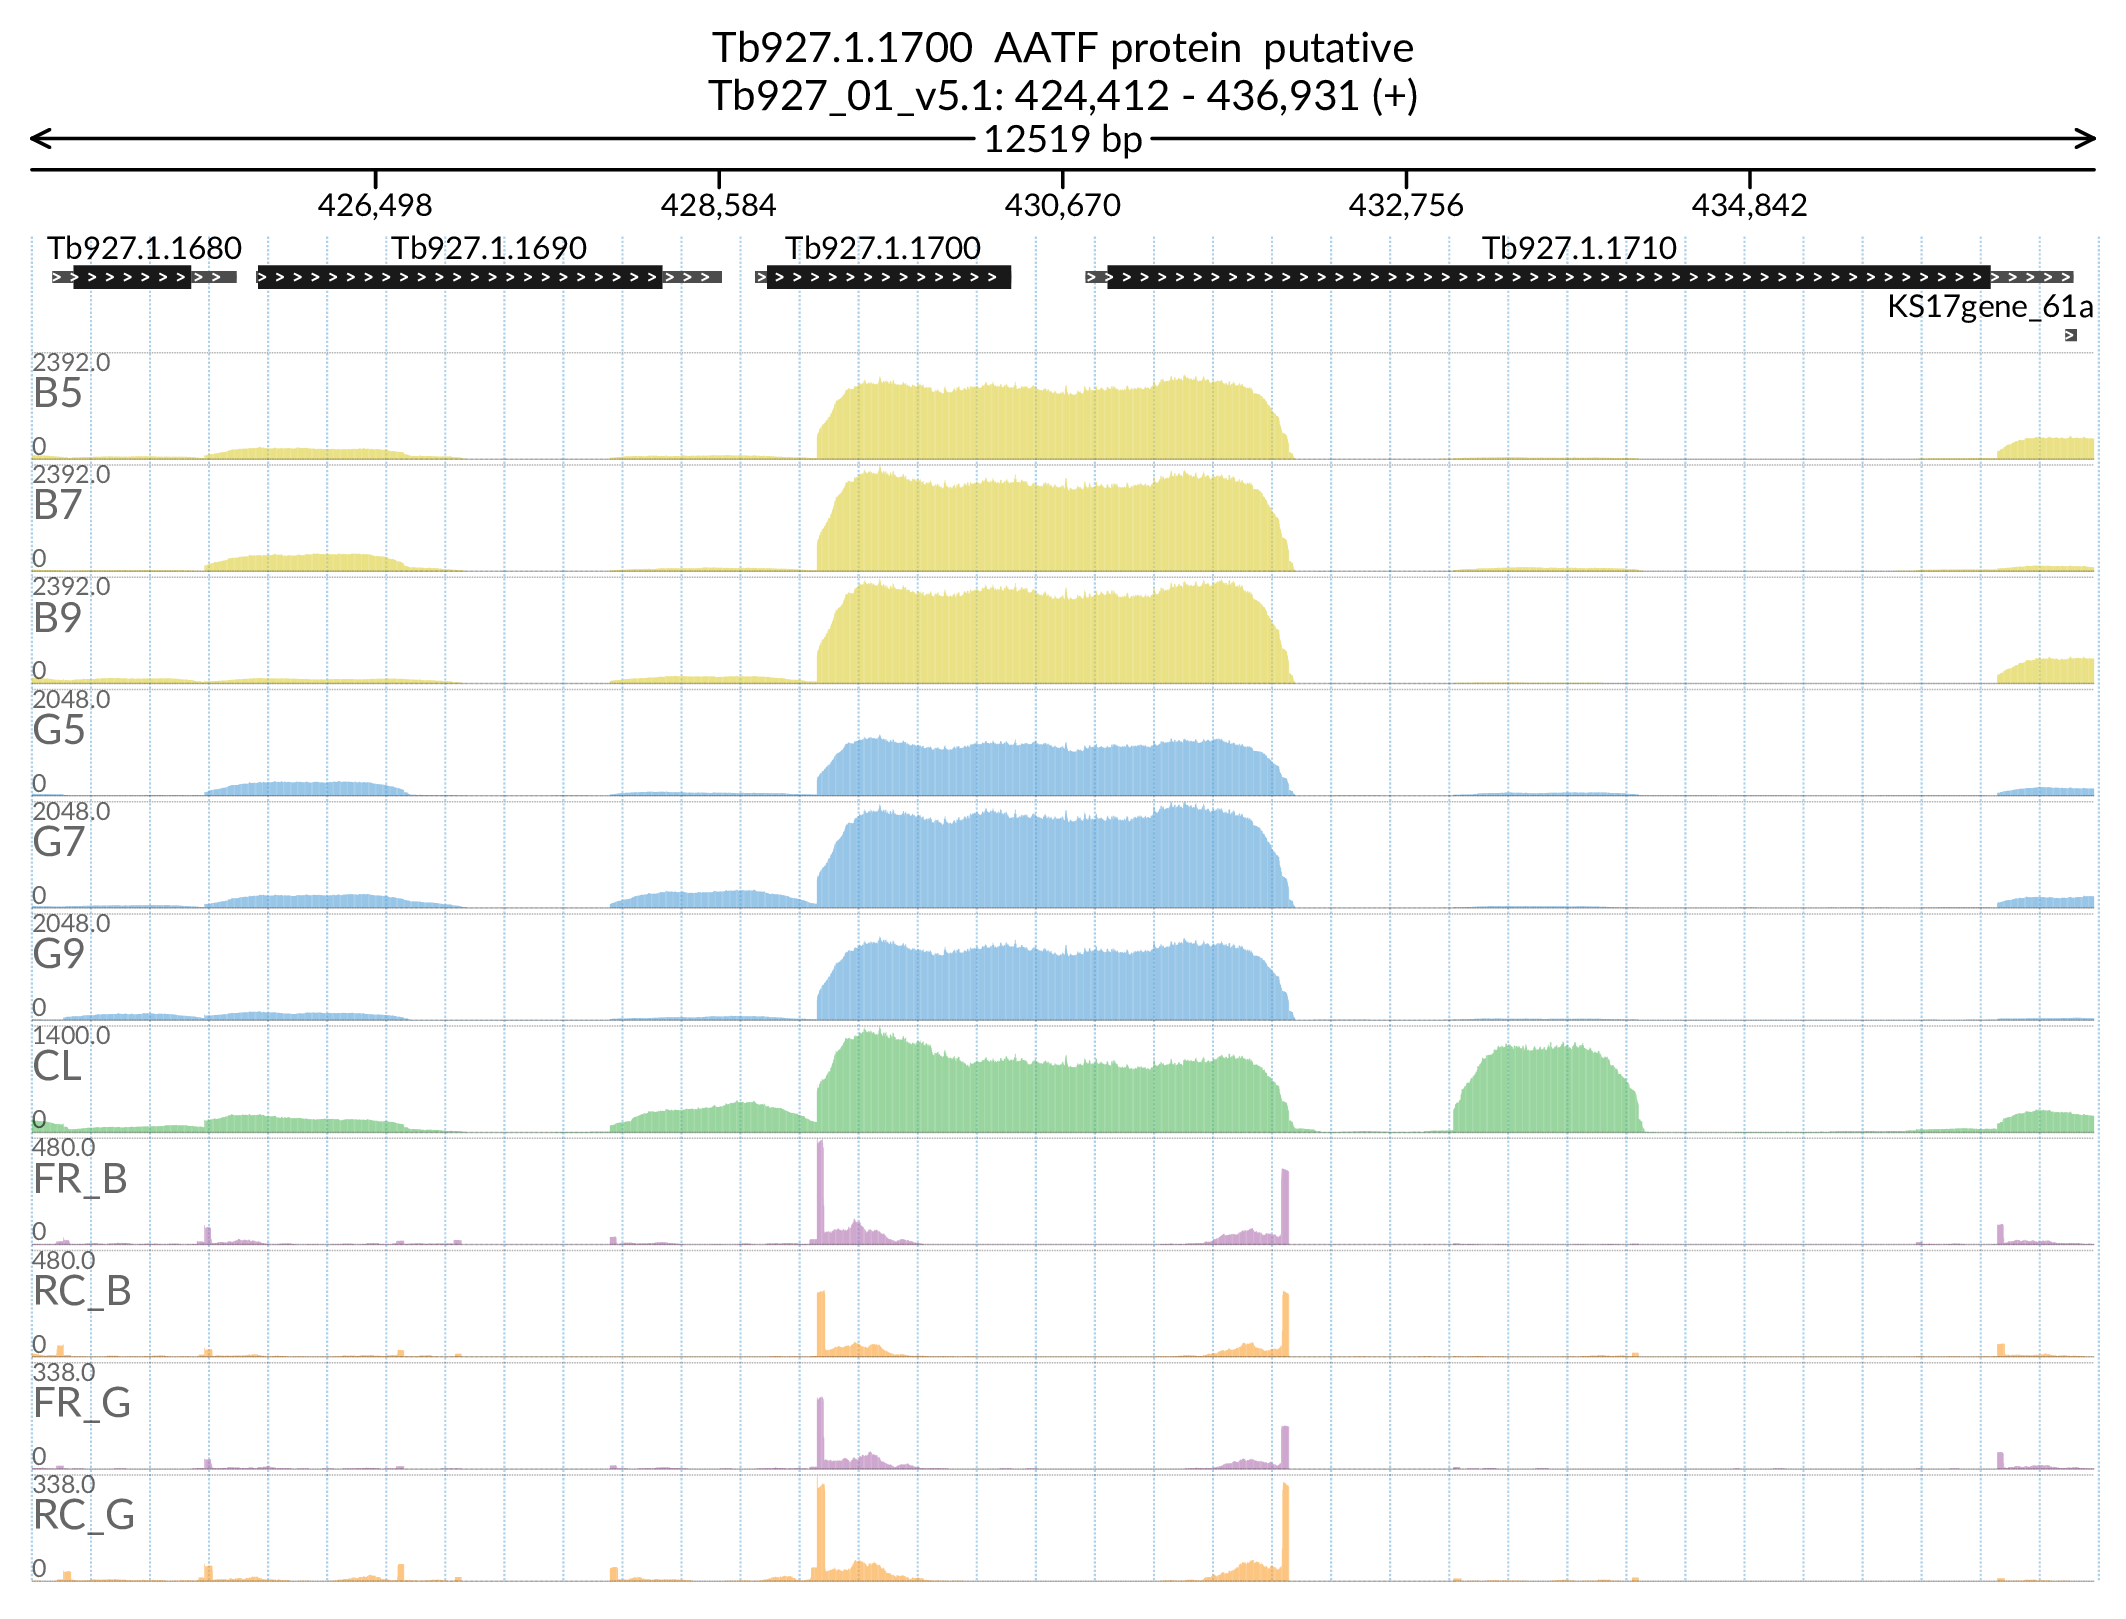 Tb927.1.1700  AATF protein  putative
Tb927_01_v5.1: 424,412 - 436,931 (+)
12519 bp
426,498 428,584 430,670 432,756 434,842
Tb927.1.1680 Tb927.1.1690 Tb927.1.1700 Tb927.1.1710
KS17gene_61a
2392.0
B5
0
2392.0
B7
0
2392.0
B9
0
2048.0
G5
0
2048.0
G7
0
2048.0
G9
0
1400.0
CL
0
480.0
FR_B
0
480.0
RC_B
0
338.0
FR_G
0
338.0
RC_G
0